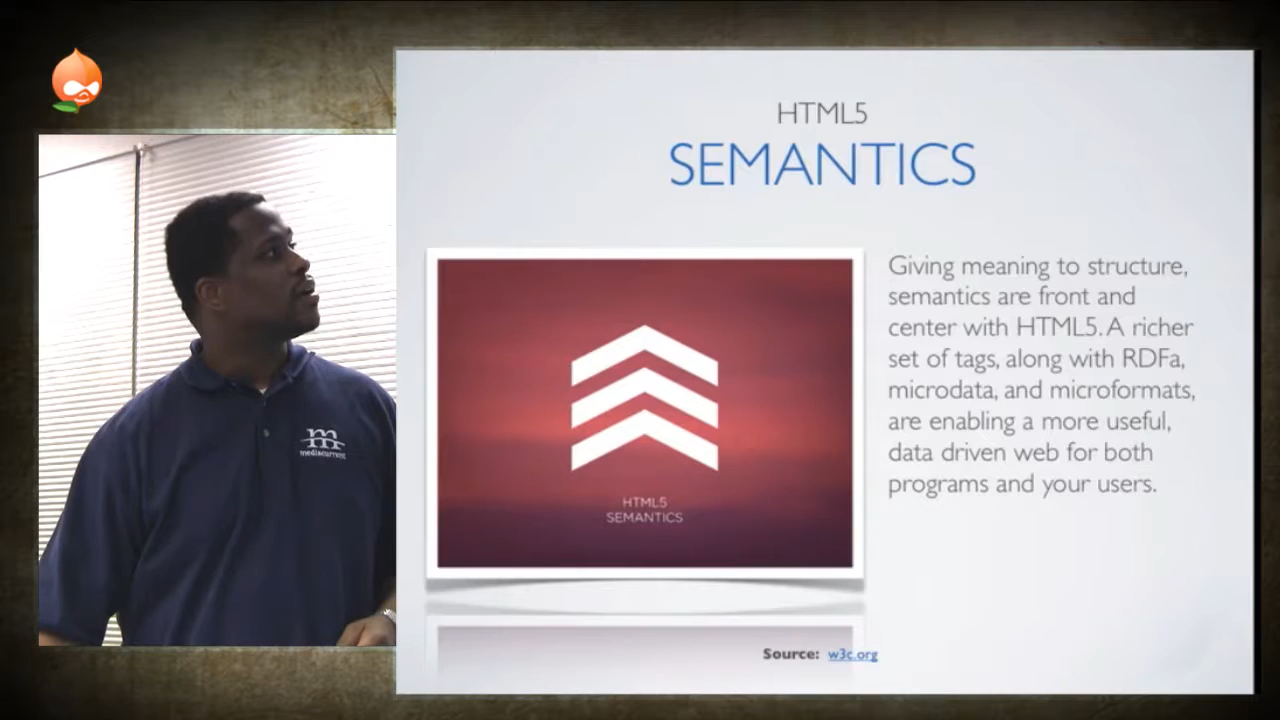 HTML5
SEMANTICS
mediacurrent
HTML5
SEMANTICS
Giving meaning to structure,
semantics are front and
center with HTML5. A richer
set of tags, along with RDFa,
microdata, and microformats,
are enabling a more useful,
data driven web for both
programs and your users.
Source: w3c.org